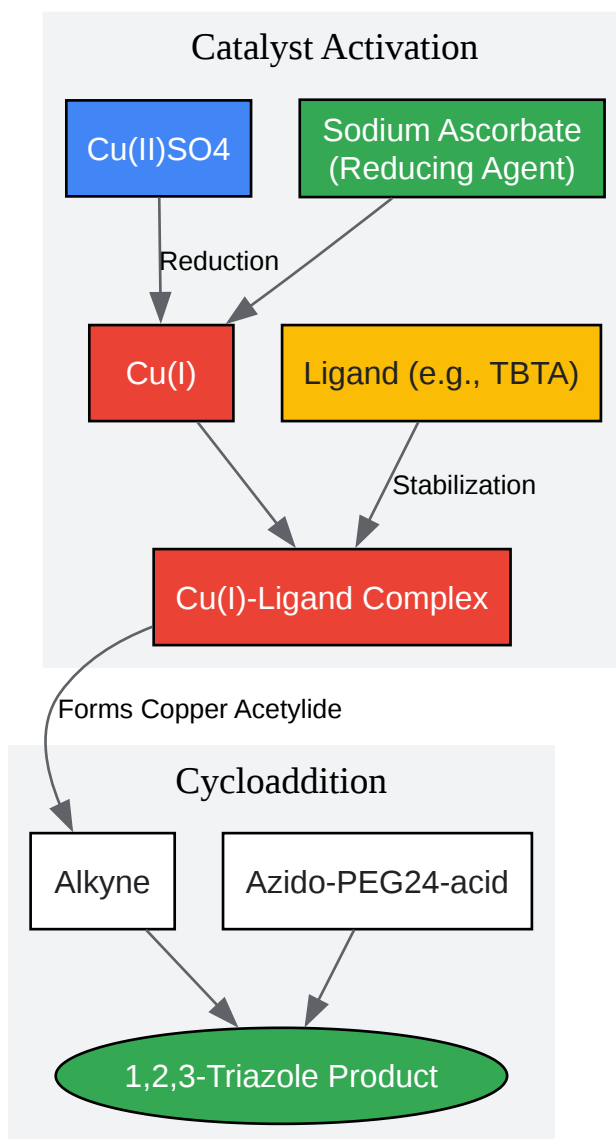 Catalyst Activation
Cu(II)SO4
Sodium Ascorbate
(Reducing Agent)
Reduction
Cu(I)
Ligand (e.g., TBTA)
Stabilization
Cu(I)-Ligand Complex
Forms Copper Acetylide
Cycloaddition
Alkyne
Azido-PEG24-acid
1,2,3-Triazole Product